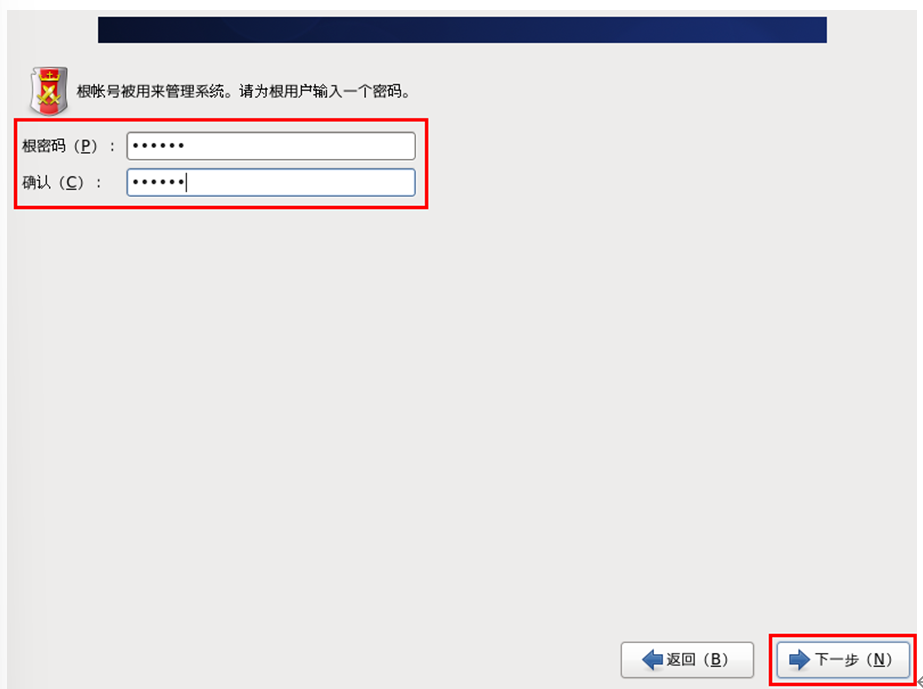 根帐号被用来管理系统。请为根用户输入一个密码。
根密码（P）：••••••
确认（C）：••••••
返回（B） 下一步（N）